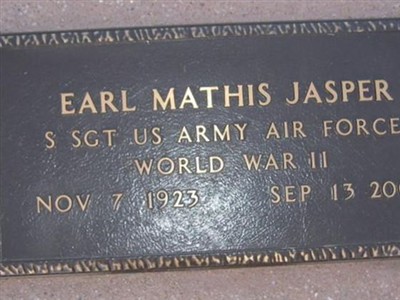 EARL MATHIS JASPER
S SGT US ARMY AIR FORCE
WORLD WAR II
NOV 7 1923 SEP 13